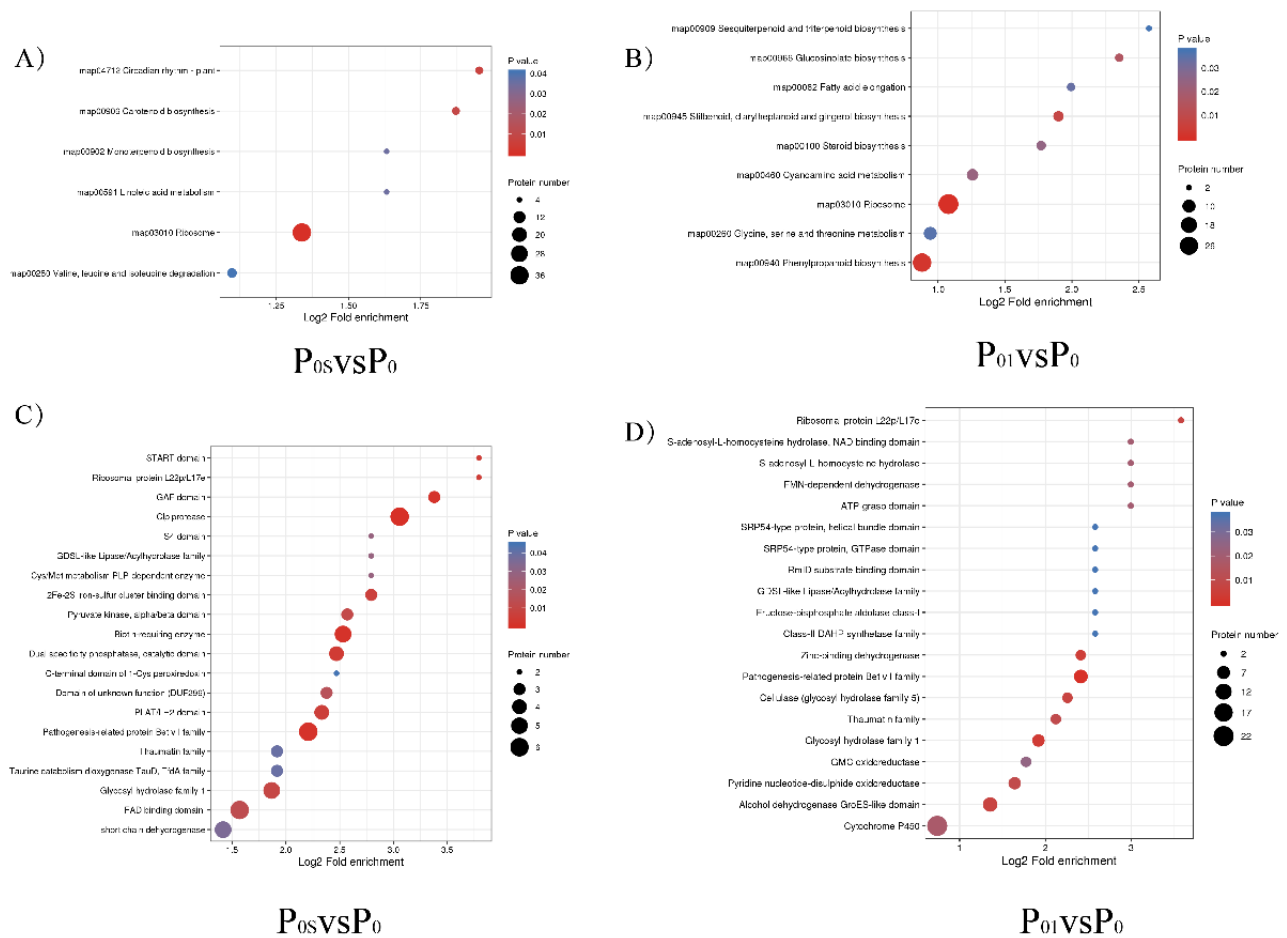 A)
map04712 Circadian rhythm - plant
map00906 Carotenoid biosynthesis
map00902 Monoterpenoid biosynthesis
map00591 Linoleic acid metabolism
map03010 Ribosome
map00280 Valine, leucine and isoleucine degradation
1.25 1.50 1.75
Log2 Fold enrichment
P value
0.04
0.03
0.02
0.01
Protein number
4
12
20
28
36
P0SvsP0
B)
map00909 Sesquiterpenoid and triterpenoid biosynthesis
map00966 Glucosinolate biosynthesis
map00062 Fatty acid elongation
map00945 Stilbenoid, diarylheptanoid and gingerol biosynthesis
map00100 Steroid biosynthesis
map00460 Cyanoamino acid metabolism
map03010 Ribosome
map00260 Glycine, serine and threonine metabolism
map00940 Phenylpropanoid biosynthesis
1.0 1.5 2.0 2.5
Log2 Fold enrichment
P value
0.03
0.02
0.01
Protein number
2
10
18
26
P01vsP0
C)
START domain
Ribosomal protein L22p/L17e
GAF domain
Clp protease
S4 domain
GDSL-like Lipase/Acylhydrolase family
Cys/Met metabolism PLP-dependent enzyme
2Fe-2S iron-sulfur cluster binding domain
Pyruvate kinase, alpha/beta domain
Biotin-requiring enzyme
Dual specificity phosphatase, catalytic domain
C-terminal domain of 1-Cys peroxiredoxin
Domain of unknown function (DUF296)
PLAT/LH2 domain
Pathogenesis-related protein Bet v I family
Thaumatin family
Taurine catabolism dioxygenase TauD, TfdA family
Glycosyl hydrolase family 1
FAD binding domain
short chain dehydrogenase
1.5 2.0 2.5 3.0 3.5
Log2 Fold enrichment
P value
0.04
0.03
0.02
0.01
Protein number
2
3
4
5
6
P0SvsP0
D)
Ribosomal protein L22p/L17e
S-adenosyl-L-homocysteine hydrolase, NAD binding domain
S-adenosyl-L-homocysteine hydrolase
FMN-dependent dehydrogenase
ATP-grasp domain
SRP54-type protein, helical bundle domain
SRP54-type protein, GTPase domain
RmlD substrate binding domain
GDSL-like Lipase/Acylhydrolase family
Fructose-bisphosphate aldolase class-I
Class-II DAHP synthetase family
Zinc-binding dehydrogenase
Pathogenesis-related protein Bet v I family
Cellulase (glycosyl hydrolase family 5)
Thaumatin family
Glycosyl hydrolase family 1
GMC oxidoreductase
Pyridine nucleotide-disulphide oxidoreductase
Alcohol dehydrogenase GroES-like domain
Cytochrome P450
1 2 3
Log2 Fold enrichment
P value
0.03
0.02
0.01
Protein number
2
7
12
17
22
P01vsP0